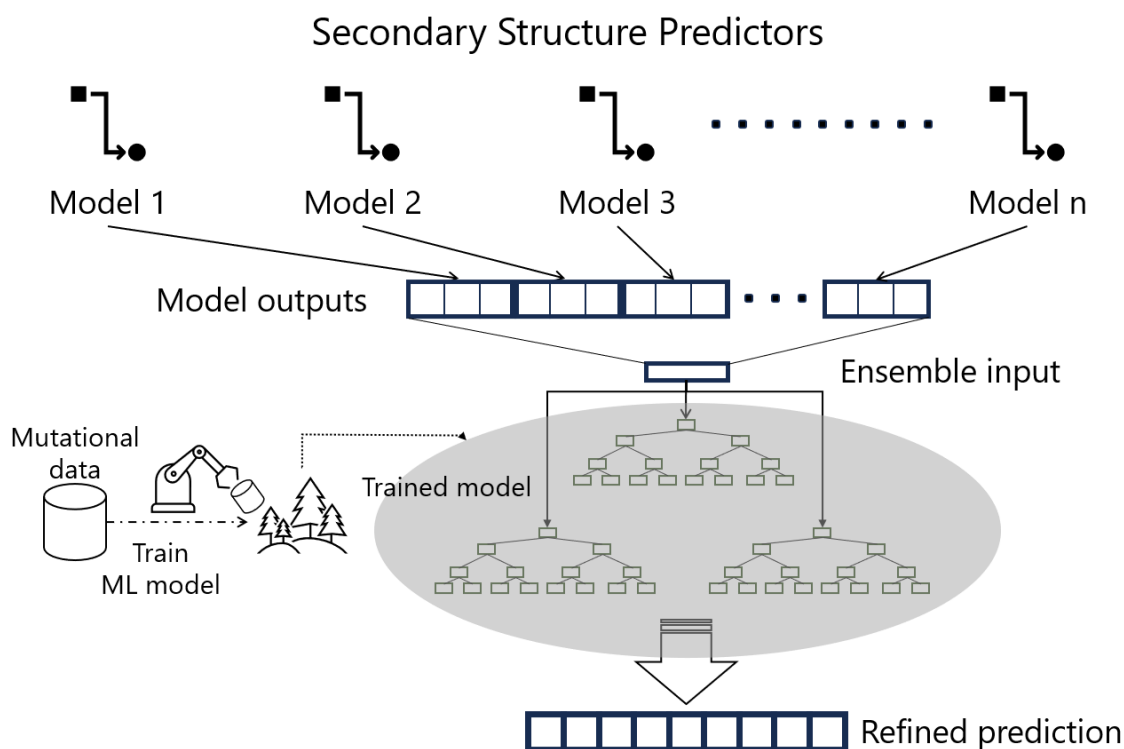 Secondary Structure Predictors
Model 1
Model 2
Model 3
Model n
Model outputs
Ensemble input
Mutational
data
Trained model
Train
ML model
Refined prediction